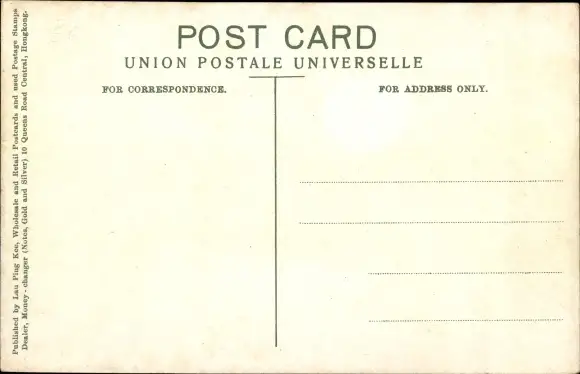 POST CARD
UNION POSTALE UNIVERSELLE
FOR CORRESPONDENCE.
FOR ADDRESS ONLY.
Published by Lau Ping Kee, Wholesale and Retail Postcards and used Postage Stamps
Dealer, Money-changer (Notes, Gold and Silver) 10 Queens Road Central, Hongkong.